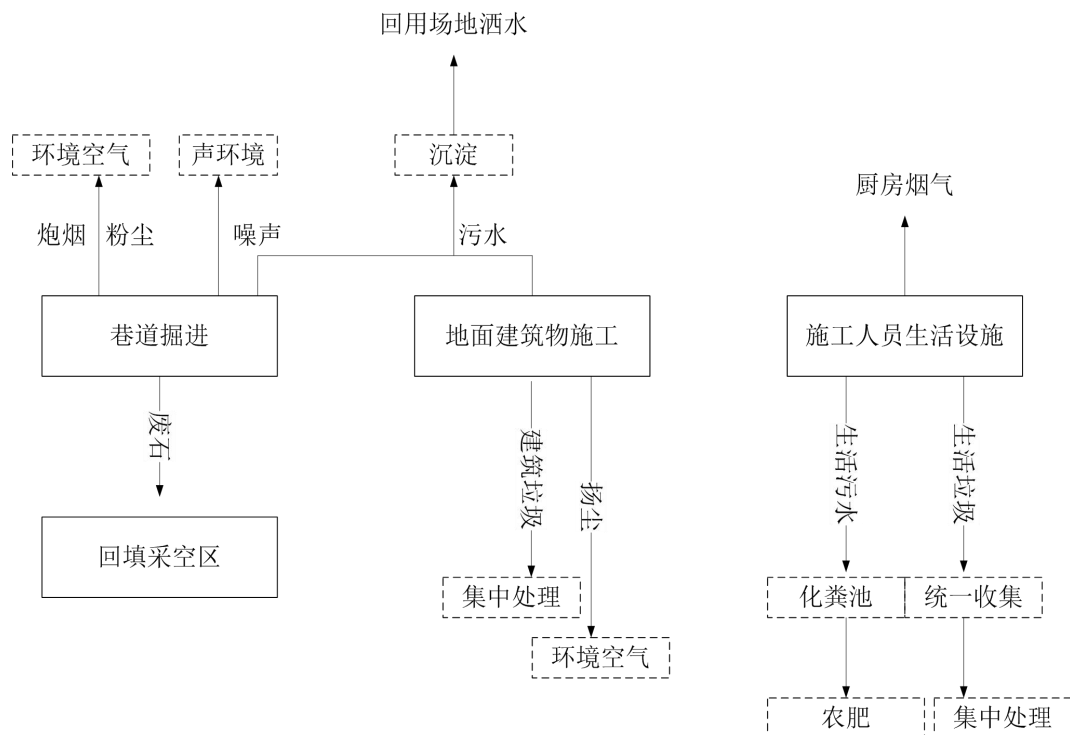 回用场地洒水
环境空气
声环境
沉淀
厨房烟气
炮烟
粉尘
噪声
污水
巷道掘进
地面建筑物施工
施工人员生活设施
废石
建筑垃圾
扬尘
生活污水
生活垃圾
回填采空区
集中处理
化粪池
统一收集
环境空气
农肥
集中处理